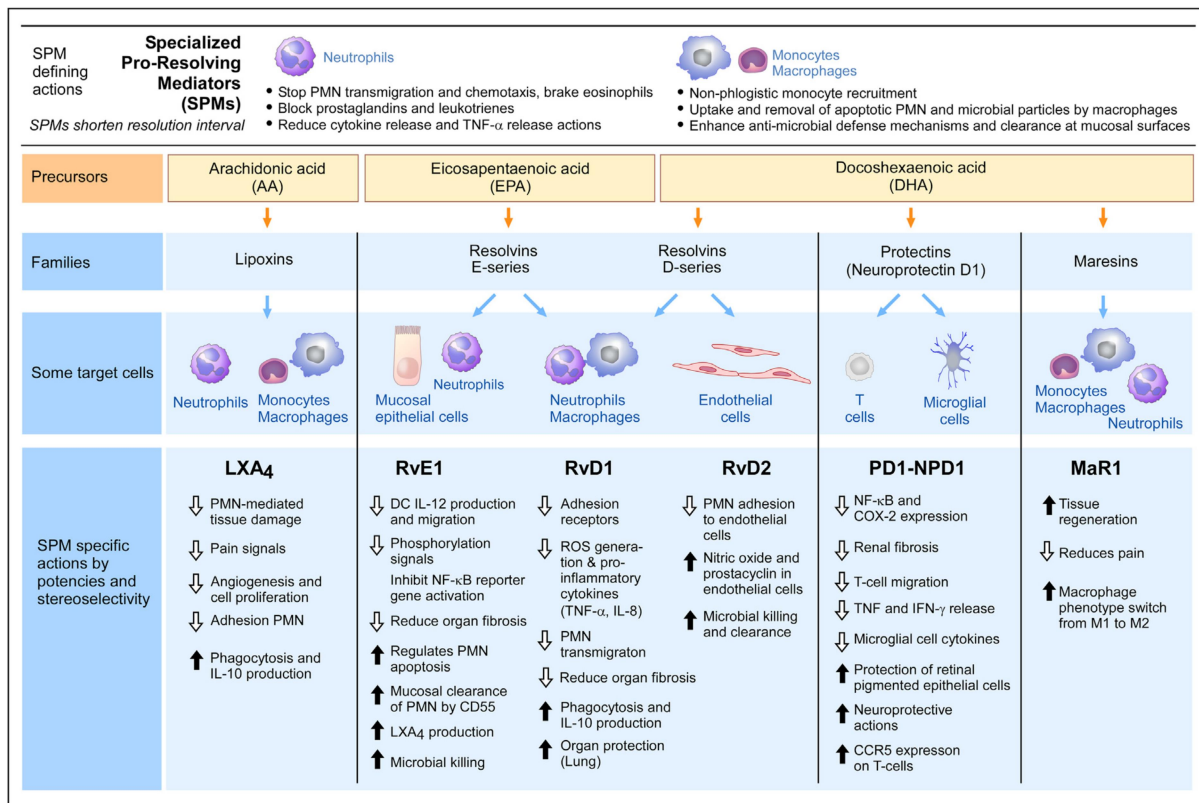 SPM
defining
actions
Specialized
Pro-Resolving
Mediators
(SPMs)
SPMs shorten resolution interval
Neutrophils
• Stop PMN transmigration and chemotaxis, brake eosinophils
• Block prostaglandins and leukotrienes
• Reduce cytokine release and TNF-α release actions
Monocytes
Macrophages
• Non-phlogistic monocyte recruitment
• Uptake and removal of apoptotic PMN and microbial particles by macrophages
• Enhance anti-microbial defense mechanisms and clearance at mucosal surfaces
Precursors
Arachidonic acid
(AA)
Eicosapentaenoic acid
(EPA)
Docoshexaenoic acid
(DHA)
Families
Lipoxins
Resolvins
E-series
Resolvins
D-series
Protectins
(Neuroprotectin D1)
Maresins
Some target cells
Neutrophils
Monocytes
Macrophages
Mucosal
epithelial cells
Neutrophils
Neutrophils
Macrophages
Endothelial
cells
T
cells
Microglial
cells
Monocytes
Macrophages
Neutrophils
SPM specific
actions by
potencies and
stereoselectivity
LXA4
⇩ PMN-mediated
tissue damage
⇩ Pain signals
⇩ Angiogenesis and
cell proliferation
⇩ Adhesion PMN
⬆ Phagocytosis and
IL-10 production
RvE1
⇩ DC IL-12 production
and migration
⇩ Phosphorylation
signals
Inhibit NF-κB reporter
gene activation
⇩ Reduce organ fibrosis
⬆ Regulates PMN
apoptosis
⬆ Mucosal clearance
of PMN by CD55
⬆ LXA4 production
⬆ Microbial killing
RvD1
⇩ Adhesion
receptors
⇩ ROS genera-
tion & pro-
inflammatory
cytokines
(TNF-α, IL-8)
⇩ PMN
transmigraton
⇩ Reduce organ fibrosis
⬆ Phagocytosis and
IL-10 production
⬆ Organ protection
(Lung)
RvD2
⇩ PMN adhesion
to endothelial
cells
⬆ Nitric oxide and
prostacyclin in
endothelial cells
⬆ Microbial killing
and clearance
PD1-NPD1
⇩ NF-κB and
COX-2 expression
⇩ Renal fibrosis
⇩ T-cell migration
⇩ TNF and IFN-γ release
⇩ Microglial cell cytokines
⬆ Protection of retinal
pigmented epithelial cells
⬆ Neuroprotective
actions
⬆ CCR5 expresson
on T-cells
MaR1
⬆ Tissue
regeneration
⇩ Reduces pain
⬆ Macrophage
phenotype switch
from M1 to M2